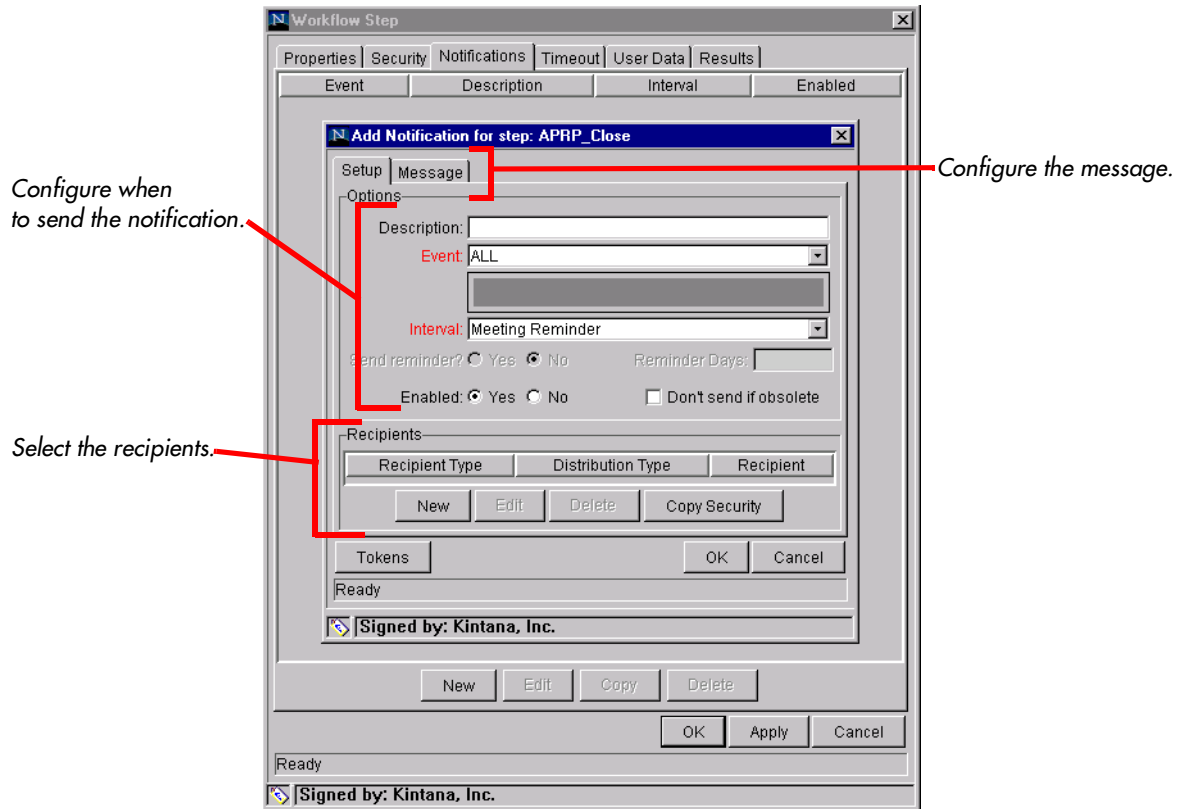 Workflow Step
Properties Security Notifications Timeout User Data Results
Event Description Interval Enabled
Add Notification for step: APRP_Close
Setup Message
Configure the message.
Configure when
to send the notification.
Options
Description:
Event: ALL
Interval: Meeting Reminder
Send reminder? Yes No Reminder Days:
Enabled: Yes No Don't send if obsolete
Select the recipients.
Recipients
Recipient Type Distribution Type Recipient
New Edit Delete Copy Security
Tokens OK Cancel
Ready
Signed by: Kintana, Inc.
New Edit Copy Delete
OK Apply Cancel
Ready
Signed by: Kintana, Inc.